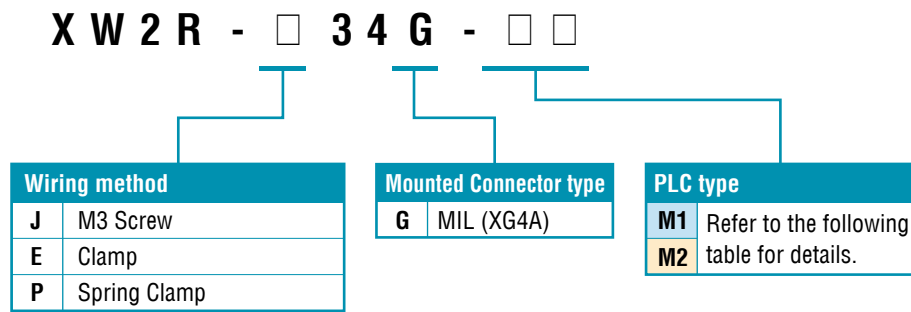 XW2R-□34G-□□
Wiring method
J M3 Screw
E Clamp
P Spring Clamp
Mounted Connector type
G MIL (XG4A)
PLC type
M1 Refer to the following
M2 table for details.